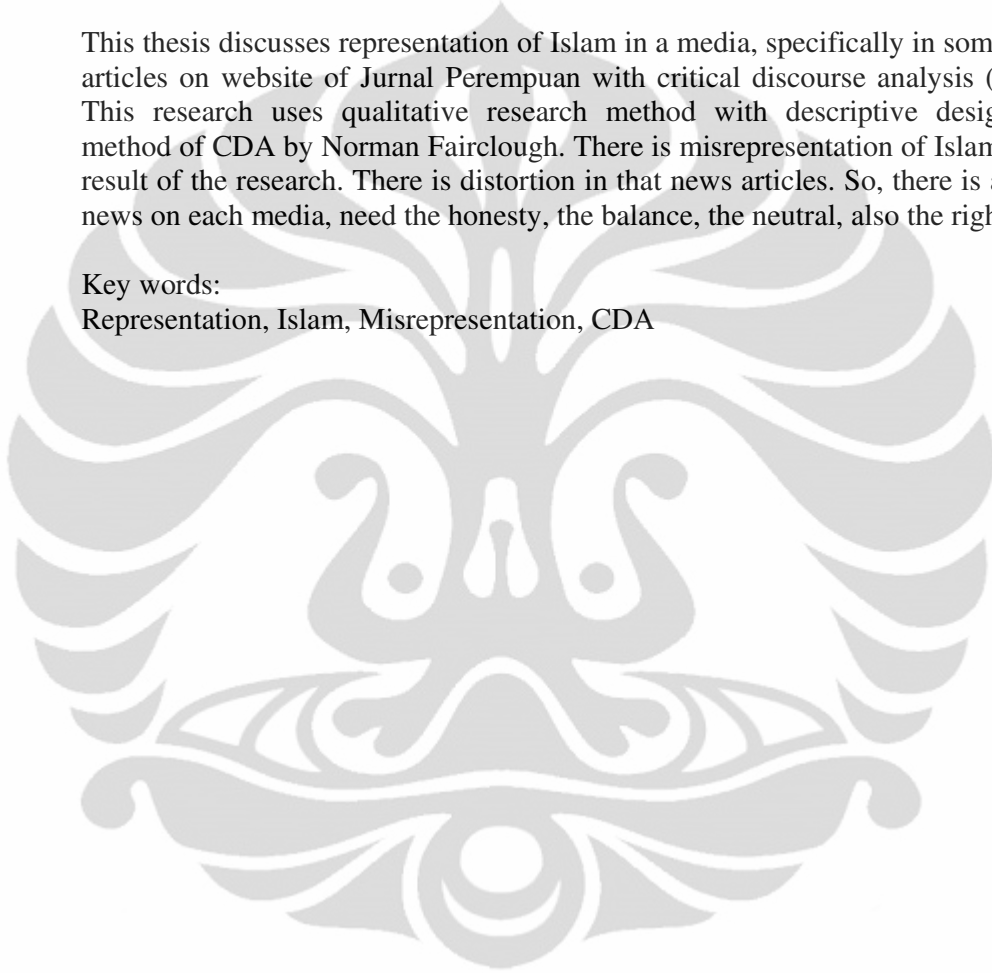 This thesis discusses representation of Islam in a media, specifically in som
articles on website of Jurnal Perempuan with critical discourse analysis (
This research uses qualitative research method with descriptive desig
method of CDA by Norman Fairclough. There is misrepresentation of Islam
result of the research. There is distortion in that news articles. So, there is
news on each media, need the honesty, the balance, the neutral, also the righ
Key words:
Representation, Islam, Misrepresentation, CDA